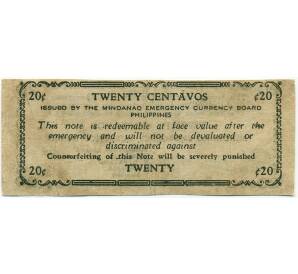 20¢ TWENTY CENTAVOS ¢20
ISSUED BY THE MINDANAO EMERGENCY CURRENCY BOARD
PHILIPPINES
This note is redeemable at face value after the
emergency and will not be devaluated or
discriminated against
Counterfeiting of this Note will be severely punished
20¢ TWENTY ¢20